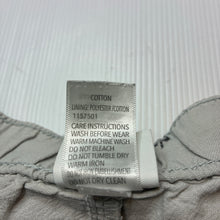 COTTON
LINING: POLYESTER /COTTON
1157501
CARE INSTRUCTIONS
WASH BEFORE WEAR
WARM MACHINE WASH
DO NOT BLEACH
DO NOT TUMBLE DRY
WARM IRON
DO NOT DRY CLEAN